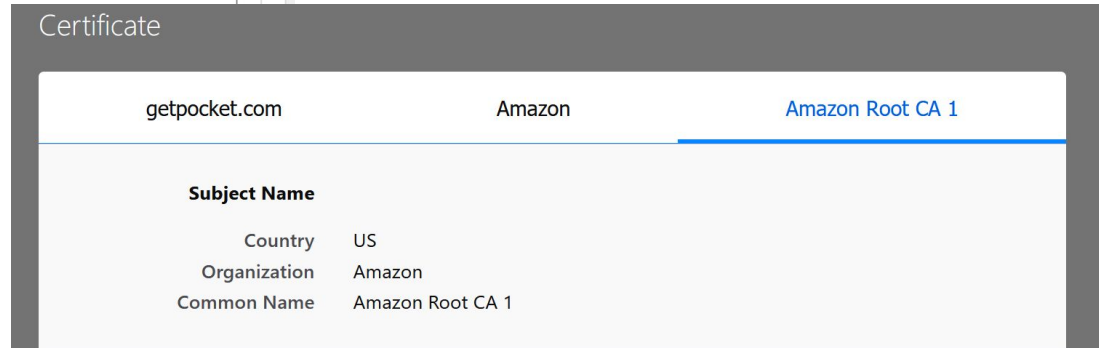 Certificate
getpocket.com Amazon Amazon Root CA 1
Subject Name
Country US
Organization Amazon
Common Name Amazon Root CA 1